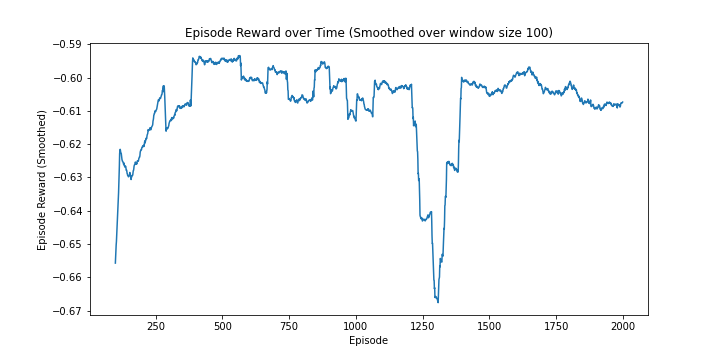 Episode Reward over Time (Smoothed over window size 100)
−0.59
−0.60
−0.61
−0.62
−0.63
−0.64
−0.65
−0.66
−0.67
Episode Reward (Smoothed)
250 500 750 1000 1250 1500 1750 2000
Episode